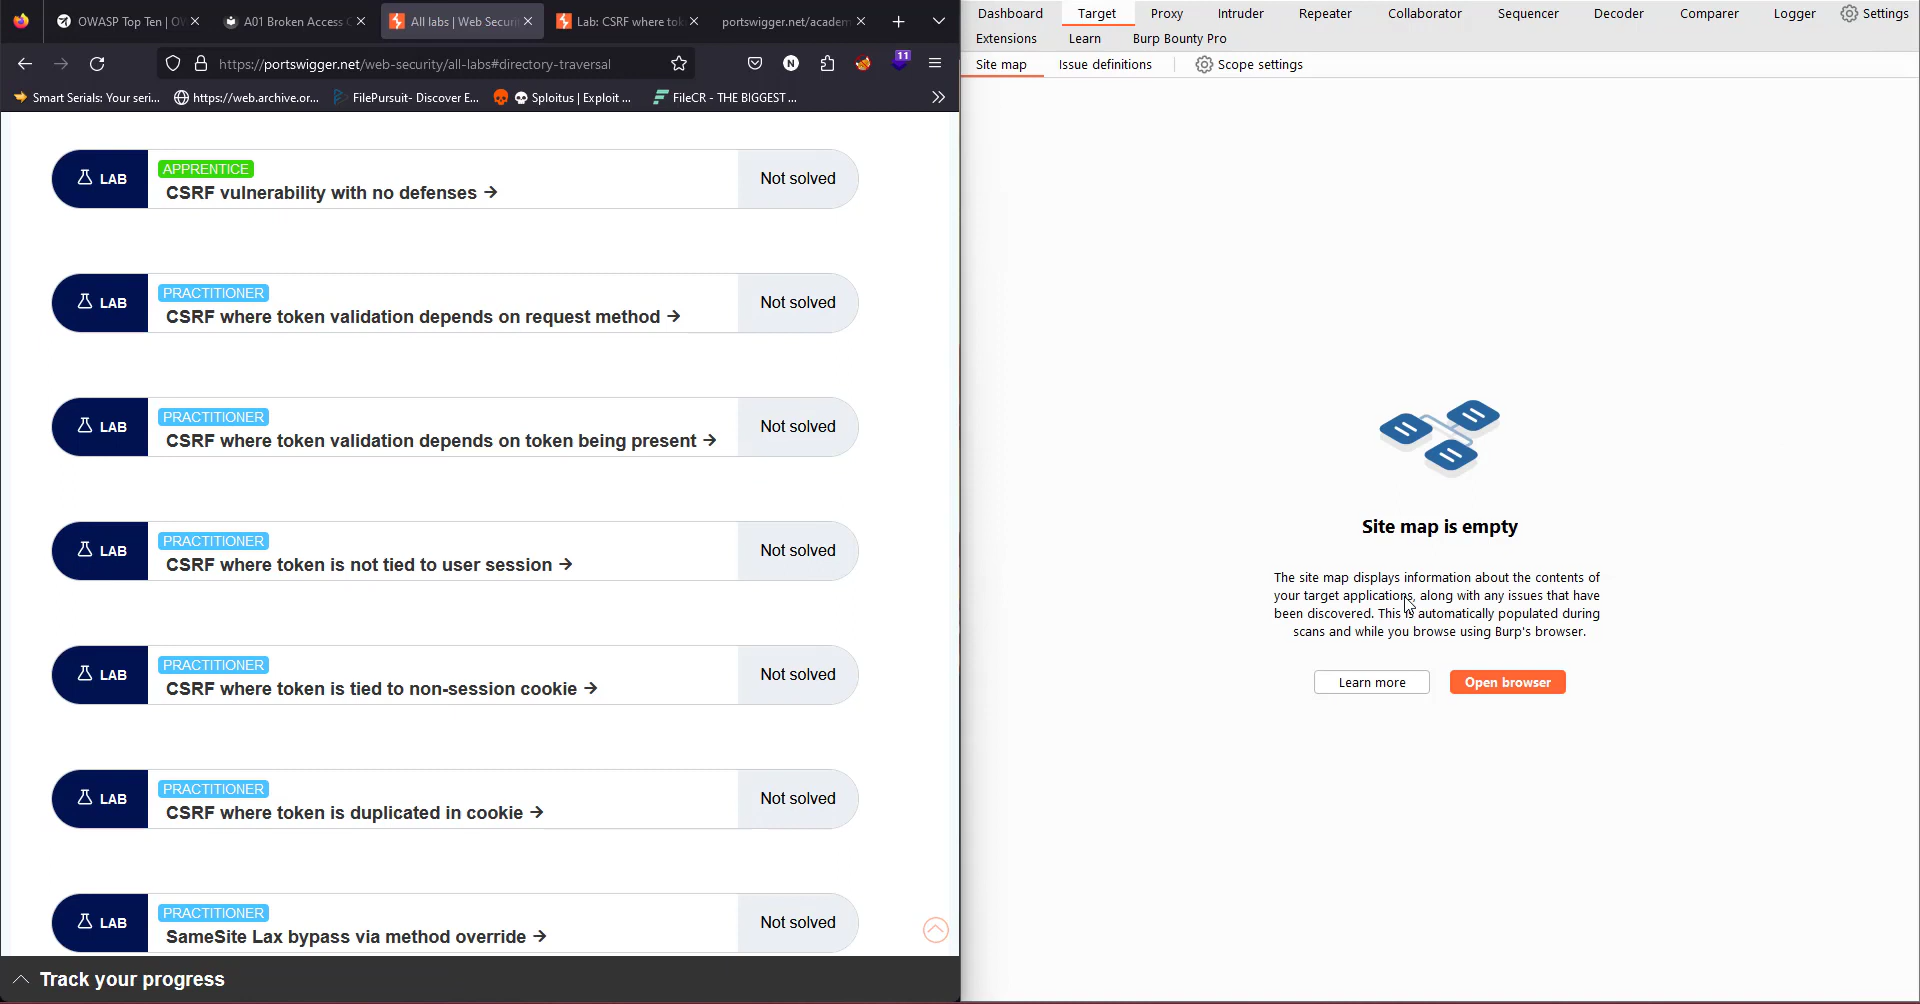 OWASP Top Ten | OW
A01 Broken Access C
All labs | Web Securi
Lab: CSRF where tok
portswigger.net/academ
https://portswigger.net/web-security/all-labs#directory-traversal
N
11
Smart Serials: Your seri...
https://web.archive.or...
FilePursuit- Discover E...
Sploitus | Exploit ...
FileCR - THE BIGGEST ...
LAB
APPRENTICE
CSRF vulnerability with no defenses →
Not solved
LAB
PRACTITIONER
CSRF where token validation depends on request method →
Not solved
LAB
PRACTITIONER
CSRF where token validation depends on token being present →
Not solved
LAB
PRACTITIONER
CSRF where token is not tied to user session →
Not solved
LAB
PRACTITIONER
CSRF where token is tied to non-session cookie →
Not solved
LAB
PRACTITIONER
CSRF where token is duplicated in cookie →
Not solved
LAB
PRACTITIONER
SameSite Lax bypass via method override →
Not solved
Track your progress
Dashboard
Target
Proxy
Intruder
Repeater
Collaborator
Sequencer
Decoder
Comparer
Logger
Settings
Extensions
Learn
Burp Bounty Pro
Site map
Issue definitions
Scope settings
Site map is empty
The site map displays information about the contents of
your target applications, along with any issues that have
been discovered. This is automatically populated during
scans and while you browse using Burp's browser.
Learn more
Open browser